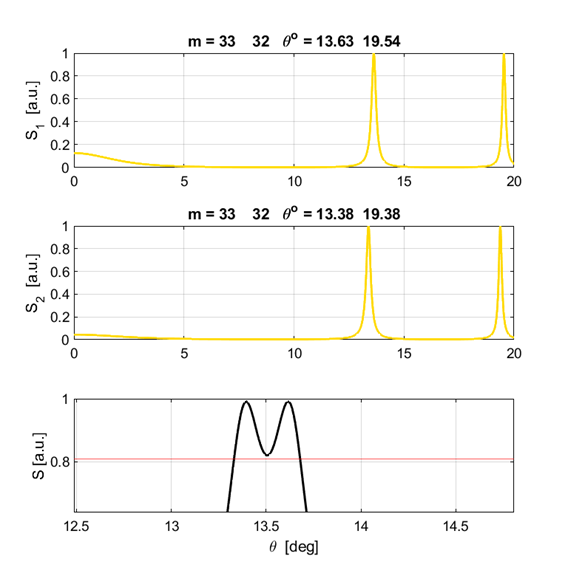 m = 33 32 θᵒ = 13.63 19.54
1
0.8
0.6
0.4
0.2
0
S₁ [a.u.]
0 5 10 15 20
m = 33 32 θᵒ = 13.38 19.38
1
0.8
0.6
0.4
0.2
0
S₂ [a.u.]
0 5 10 15 20
1
0.8
S [a.u.]
12.5 13 13.5 14 14.5
θ [deg]